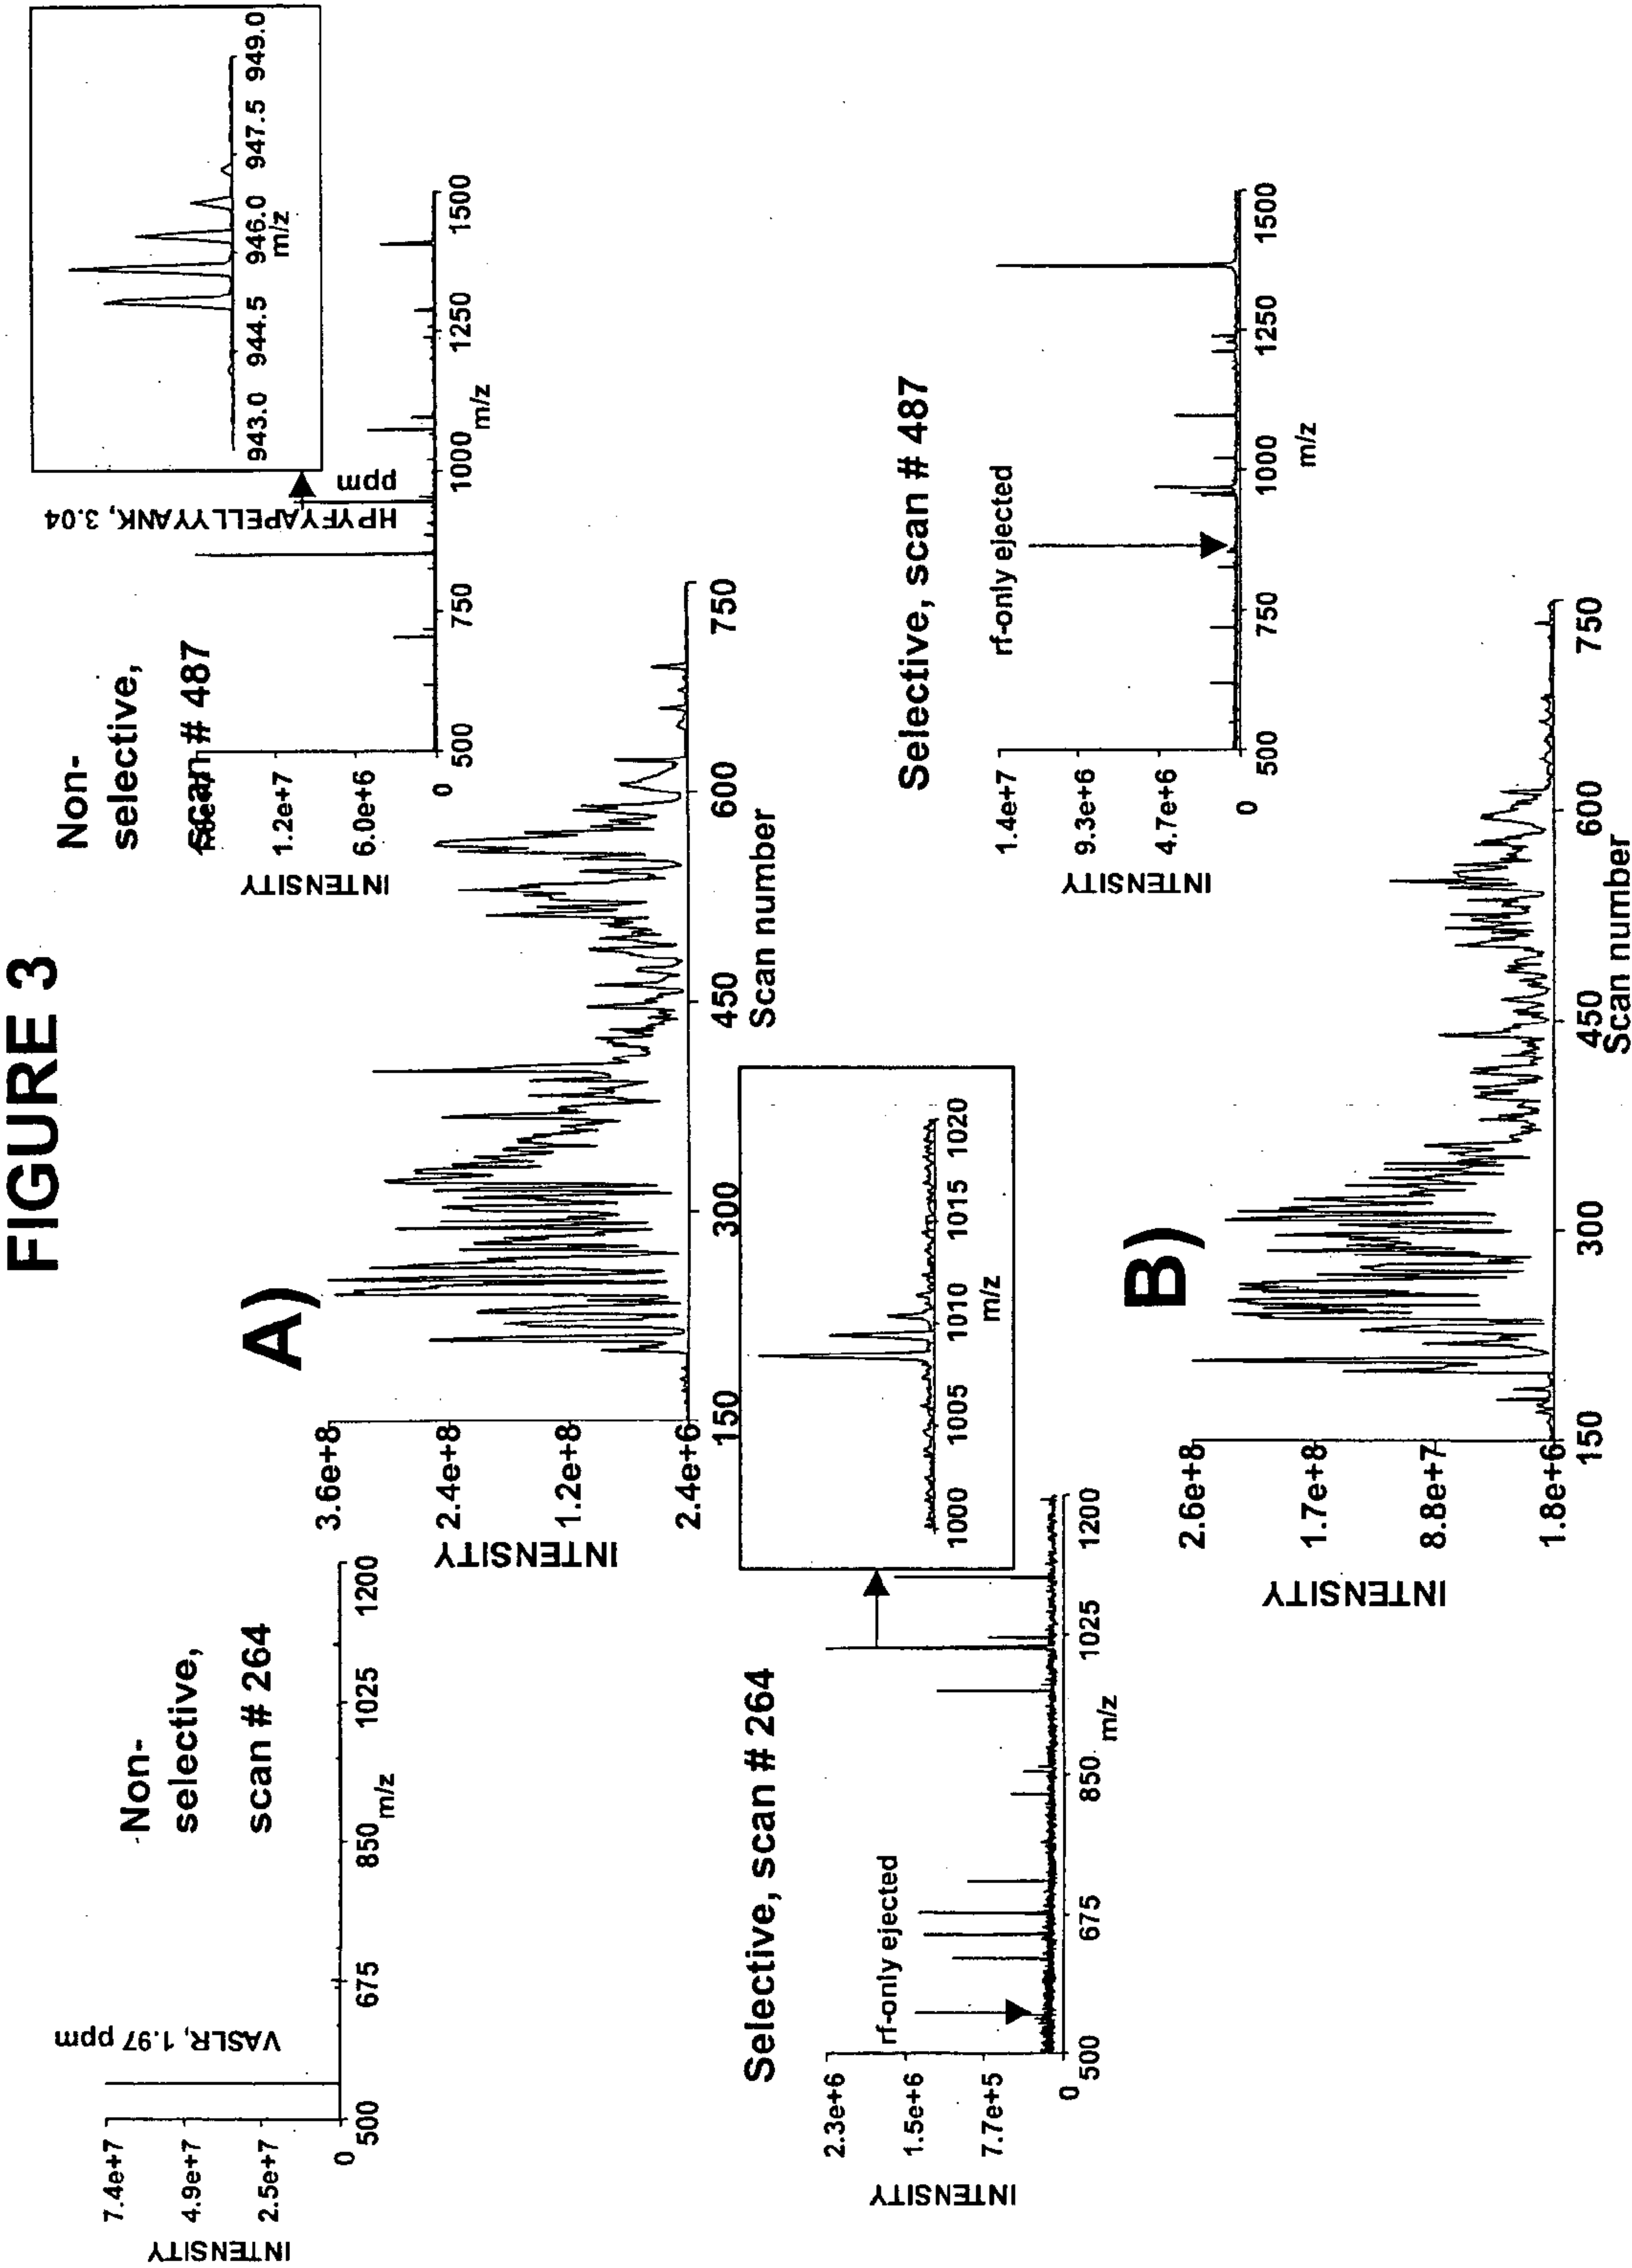 FIGURE 3
Non-
selective,
scan # 264
INTENSITY
7.4e+7
4.9e+7
2.5e+7
0
VASLR, 1.97 ppm
500 675 850 1025 1200
m/z
A)
INTENSITY
3.6e+8
2.4e+8
1.2e+8
2.4e+6
150 300 450 600 750
Scan number
Non-
selective,
scan # 487
INTENSITY
1.2e+7
6.0e+6
0
500 750 1000 1250 1500
m/z
HPYFYAPELLYYANK, 3.04
ppm
943.0 944.5 946.0 947.5 949.0
m/z
Selective, scan # 264
INTENSITY
2.3e+6
1.5e+6
7.7e+5
0
rf-only ejected
500 675 850 1025 1200
m/z
1000 1005 1010 1015 1020
m/z
B)
INTENSITY
2.6e+8
1.7e+8
8.8e+7
1.8e+6
150 300 450 600 750
Scan number
Selective, scan # 487
INTENSITY
1.4e+7
9.3e+6
4.7e+6
0
rf-only ejected
500 750 1000 1250 1500
m/z